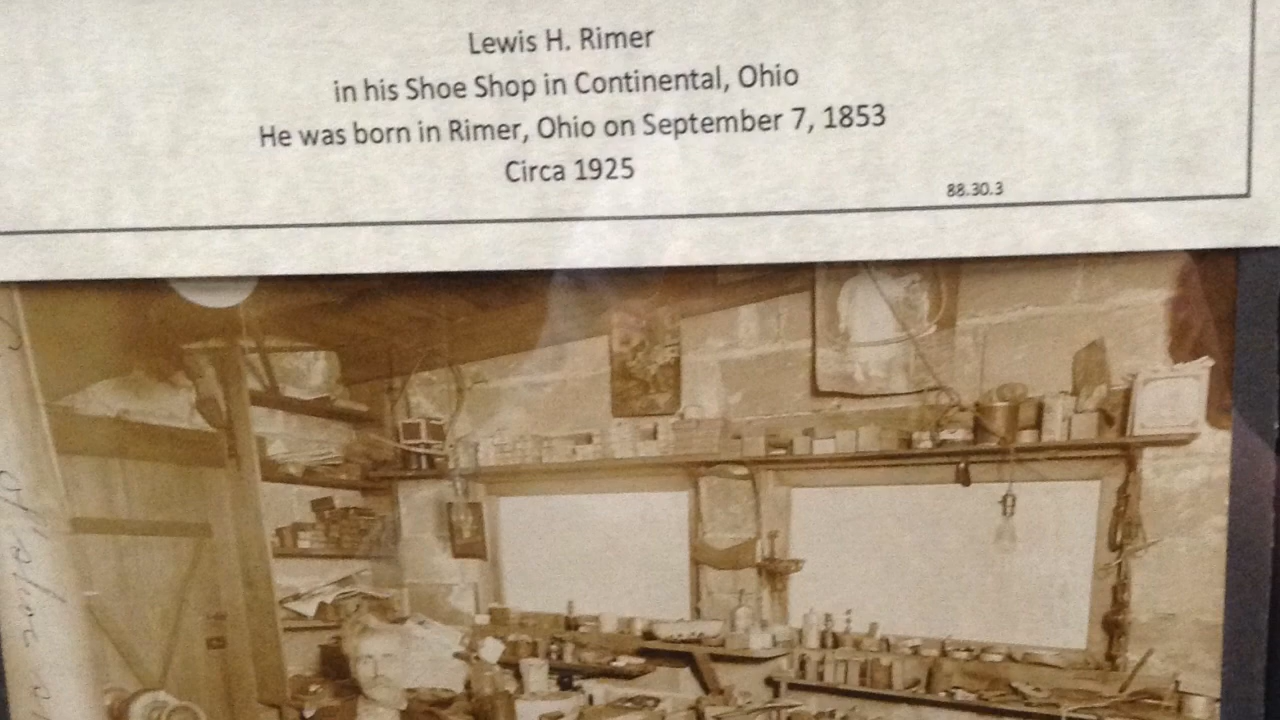 Lewis H. Rimer
in his Shoe Shop in Continental, Ohio
He was born in Rimer, Ohio on September 7, 1853
Circa 1925
88.30.3